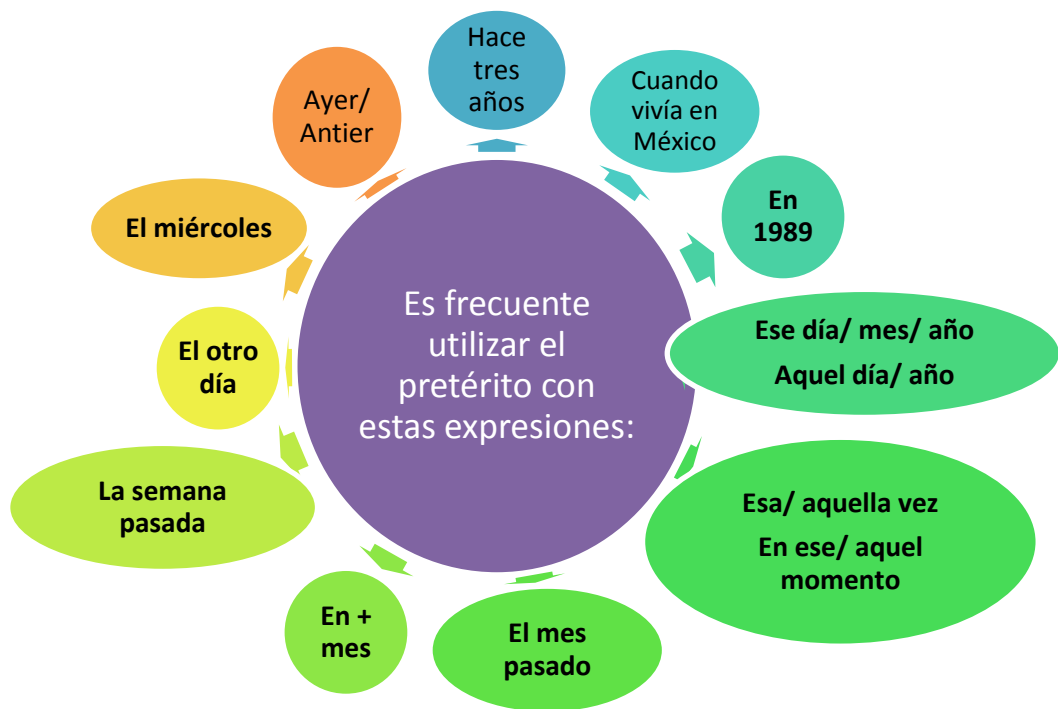 Hace
tres
años
Cuando
vivía en
México
En
1989
Ese día/ mes/ año
Aquel día/ año
Esa/ aquella vez
En ese/ aquel
momento
El mes
pasado
En +
mes
La semana
pasada
El otro
día
El miércoles
Ayer/
Antier
Es frecuente
utilizar el
pretérito con
estas expresiones: